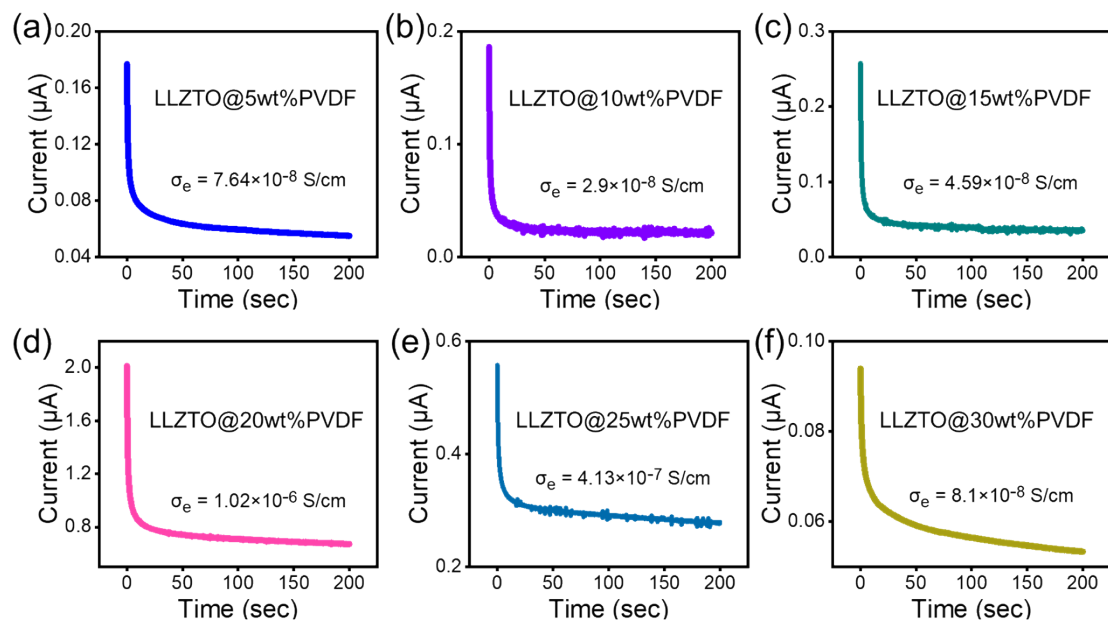 (a)
0.20
0.16
0.12
0.08
0.04
Current (μA)
LLZTO@5wt%PVDF
σe = 7.64×10⁻⁸ S/cm
0 50 100 150 200
Time (sec)
(b)
0.2
0.1
0.0
Current (μA)
LLZTO@10wt%PVDF
σe = 2.9×10⁻⁸ S/cm
0 50 100 150 200
Time (sec)
(c)
0.3
0.2
0.1
0.0
Current (μA)
LLZTO@15wt%PVDF
σe = 4.59×10⁻⁸ S/cm
0 50 100 150 200
Time (sec)
(d)
2.0
1.6
1.2
0.8
Current (μA)
LLZTO@20wt%PVDF
σe = 1.02×10⁻⁶ S/cm
0 50 100 150 200
Time (sec)
(e)
0.6
0.4
0.2
Current (μA)
LLZTO@25wt%PVDF
σe = 4.13×10⁻⁷ S/cm
0 50 100 150 200
Time (sec)
(f)
0.10
0.08
0.06
Current (μA)
LLZTO@30wt%PVDF
σe = 8.1×10⁻⁸ S/cm
0 50 100 150 200
Time (sec)